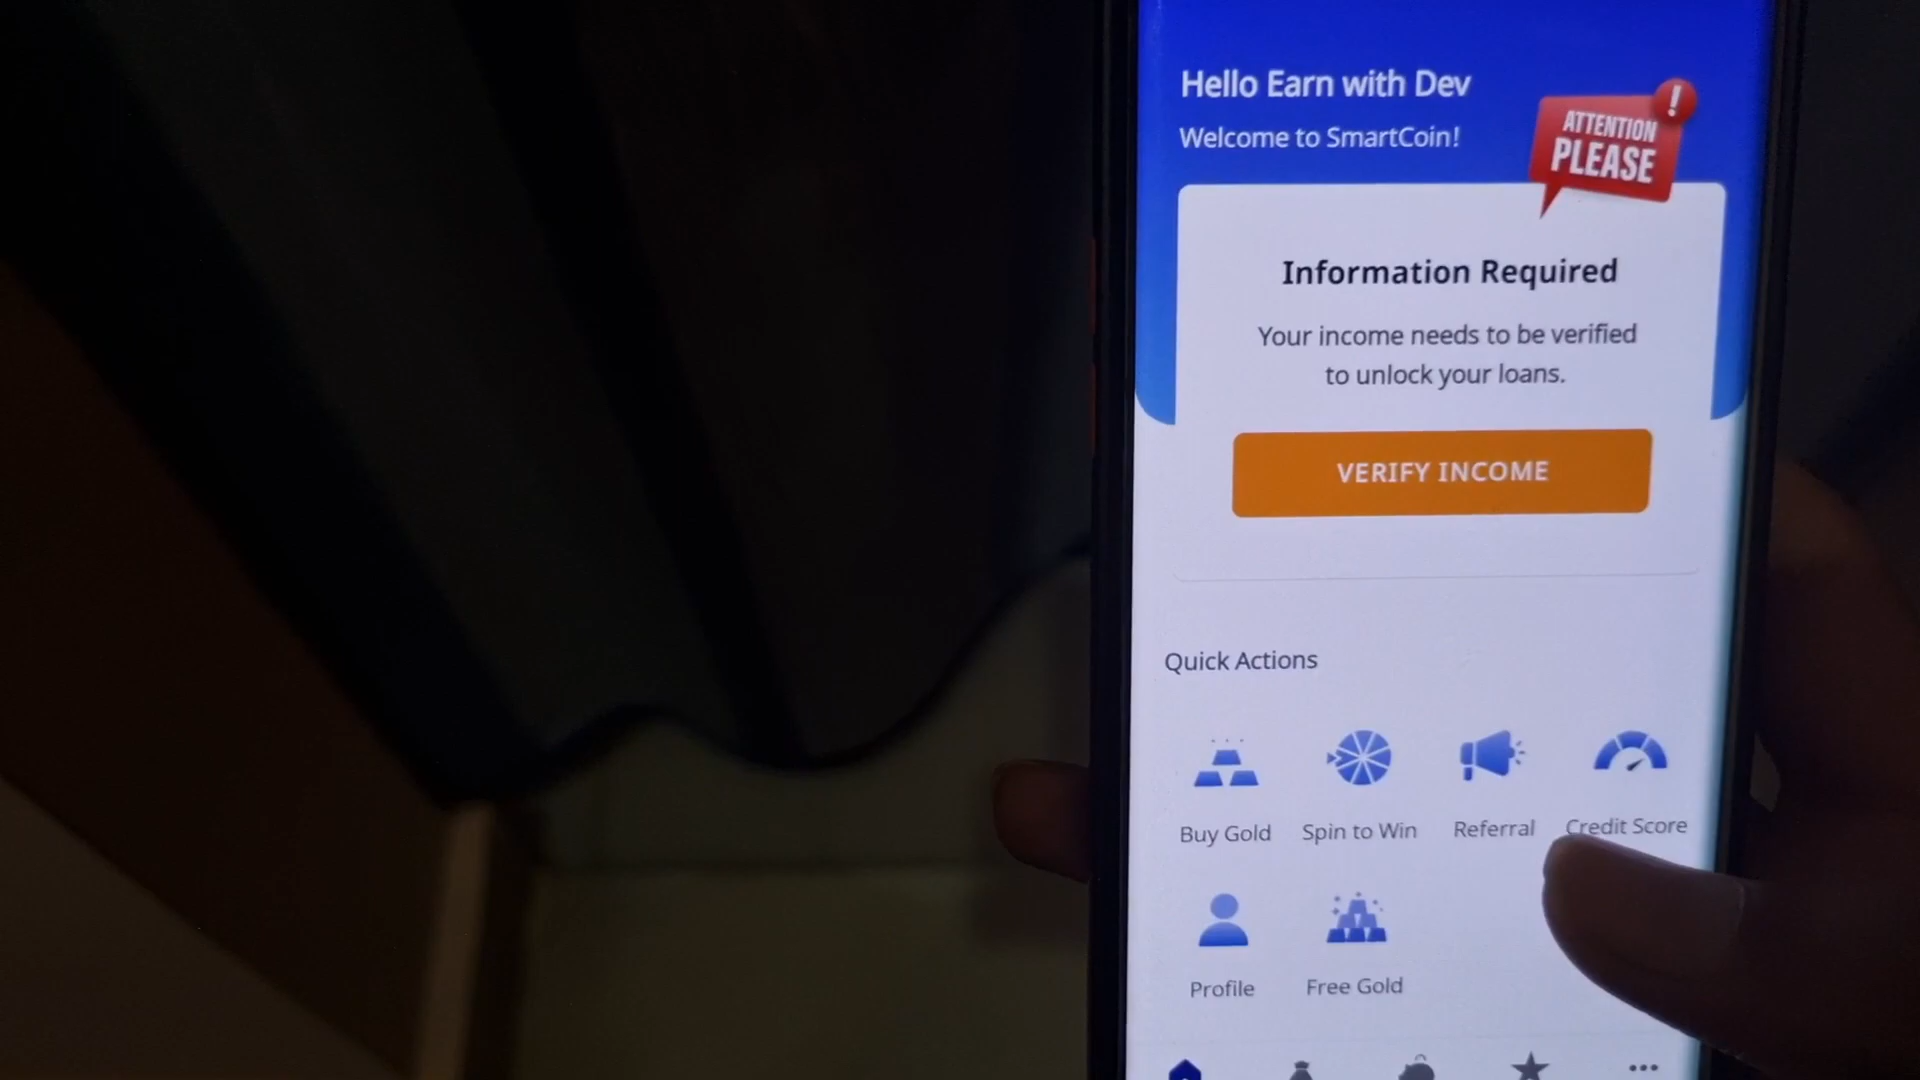 Hello Earn with Dev
Welcome to SmartCoin!
ATTENTION
PLEASE
!
Information Required
Your income needs to be verified
to unlock your loans.
VERIFY INCOME
Quick Actions
Buy Gold
Spin to Win
Referral
Credit Score
Profile
Free Gold